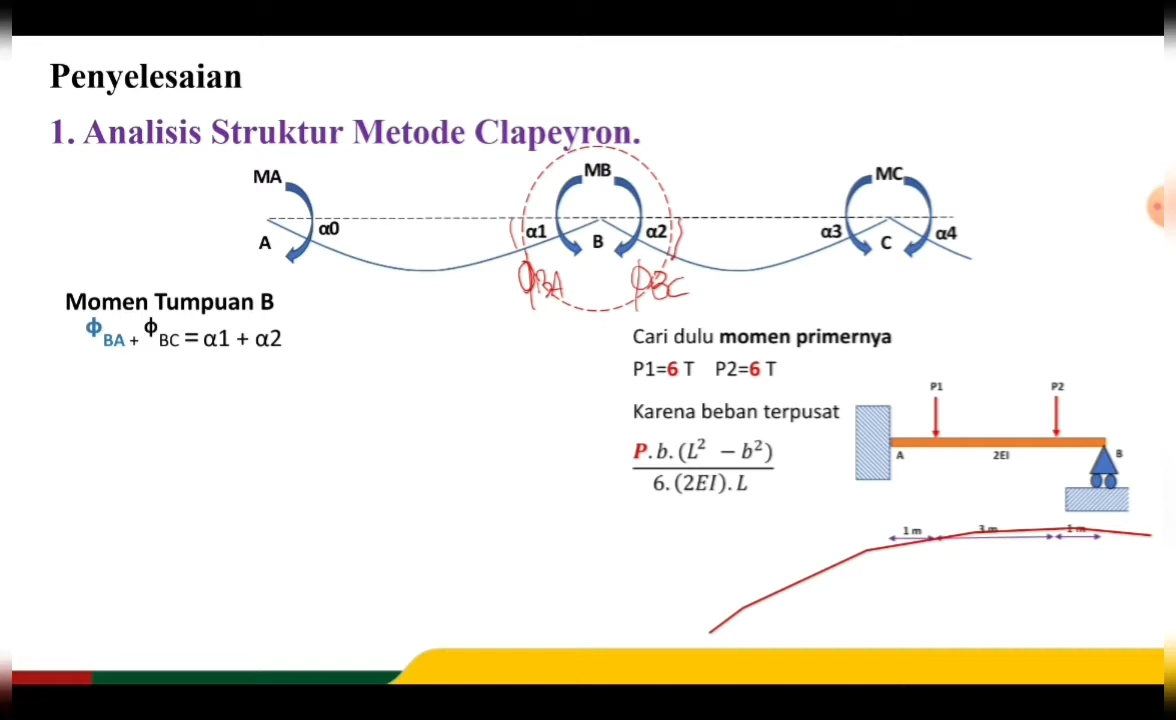 Penyelesaian
1. Analisis Struktur Metode Clapeyron.
MA
MB
MC
α0
α1
α2
α3
α4
A
B
C
ϕBA
ϕBC
Momen Tumpuan B
ϕBA + ϕBC = α1 + α2
Cari dulu momen primernya
P1=6 T P2=6 T
Karena beban terpusat
P.b.(L² − b²)
6.(2EI).L
P1
P2
A
2EI
B
1 m
3 m
1 m